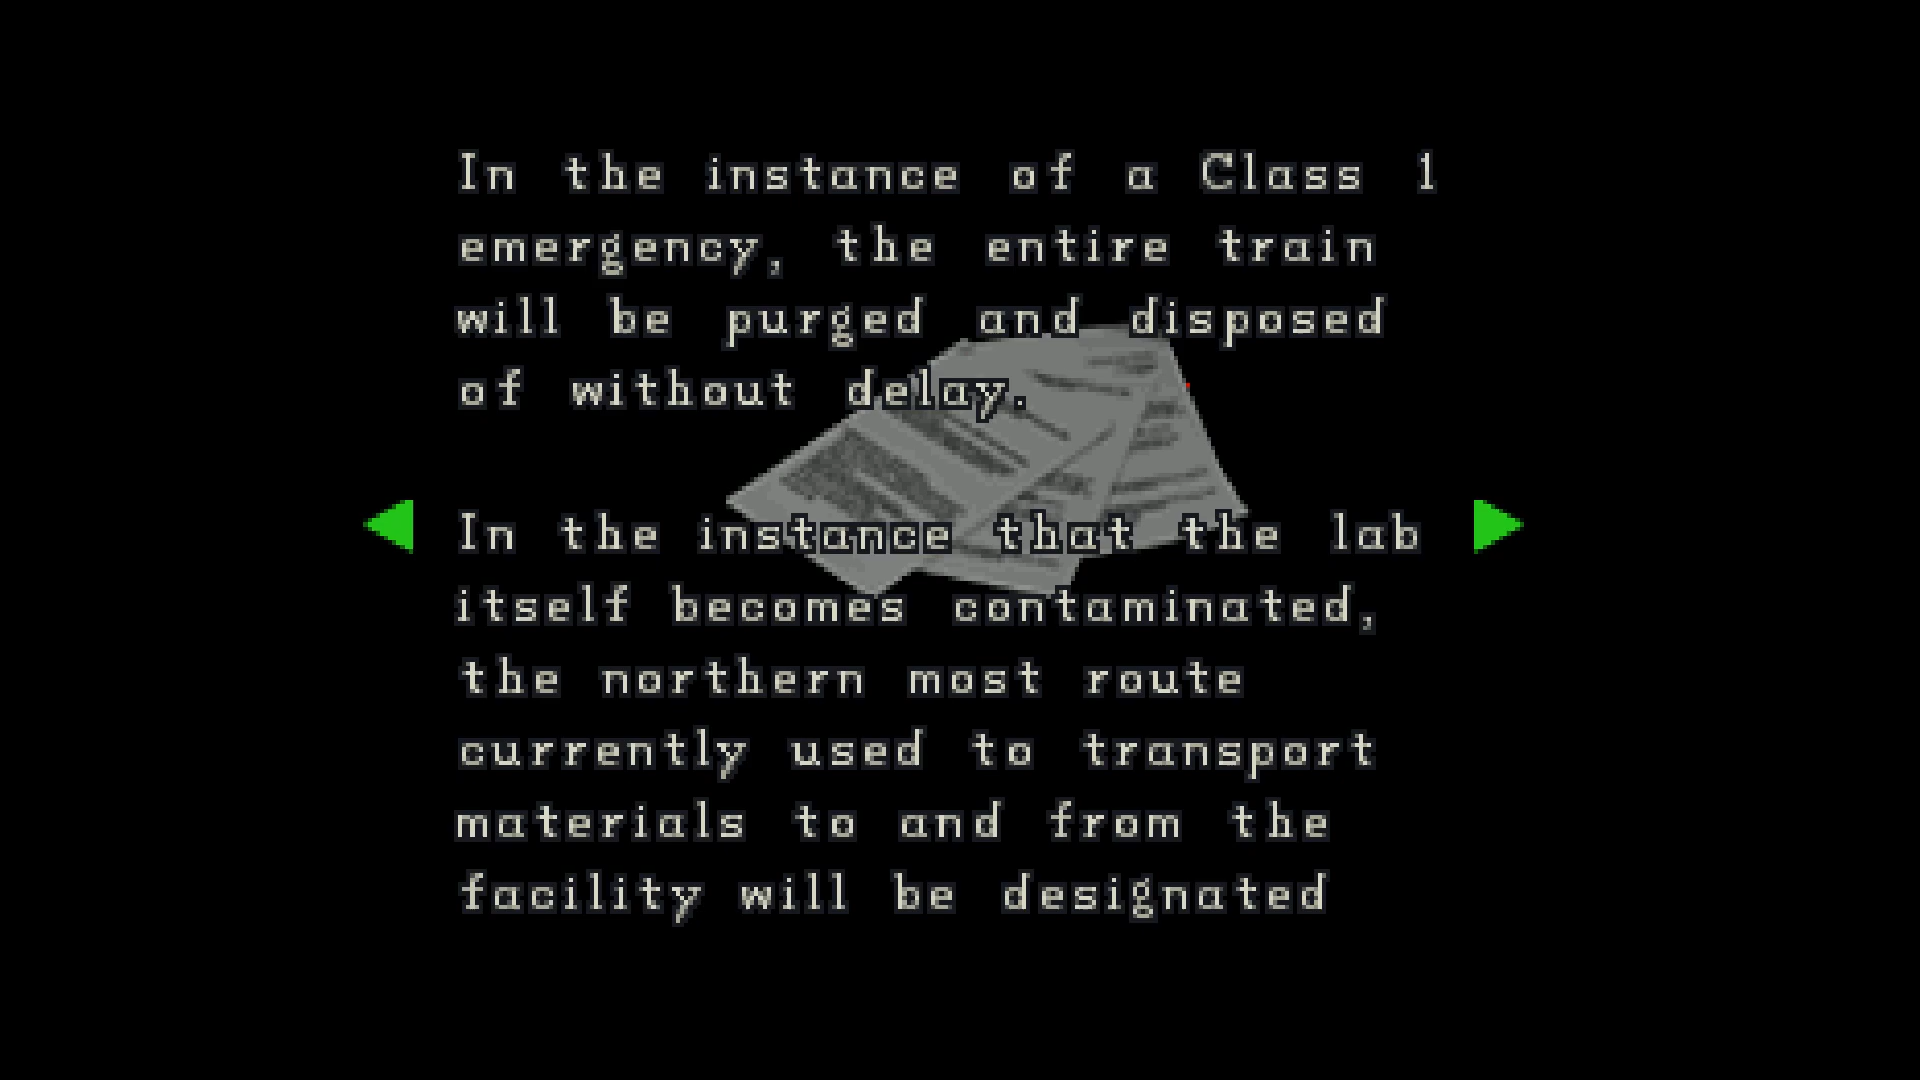 In the instance of a Class 1
emergency, the entire train
will be purged and disposed
of without delay.
In the instance that the lab
itself becomes contaminated,
the northern most route
currently used to transport
materials to and from the
facility will be designated